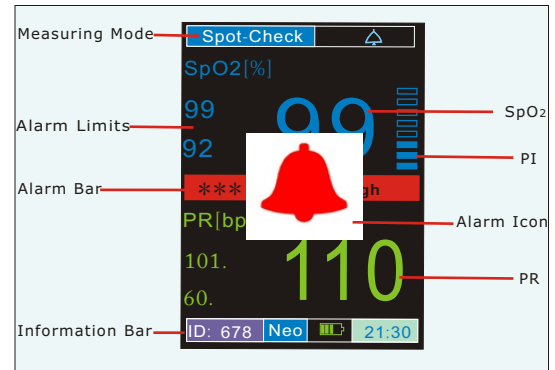 Measuring Mode Spot-Check
SpO2[%]
99 99 SpO2
Alarm Limits
92 PI
Alarm Bar ***
PR[bp Alarm Icon
101. 110 PR
60.
Information Bar ID: 678 Neo 21:30